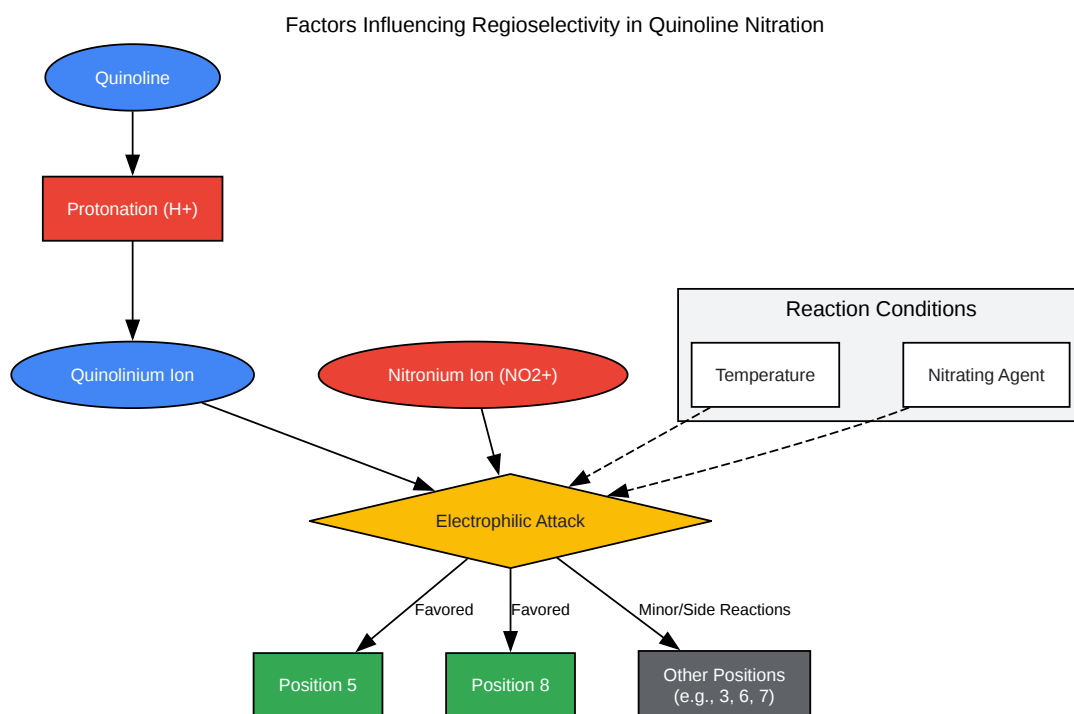 Factors Influencing Regioselectivity in Quinoline Nitration
Quinoline
Protonation (H+)
Reaction Conditions
Quinolinium Ion
Nitronium Ion (NO2+)
Temperature
Nitrating Agent
Electrophilic Attack
Favored
Favored
Minor/Side Reactions
Position 5
Position 8
Other Positions
(e.g., 3, 6, 7)